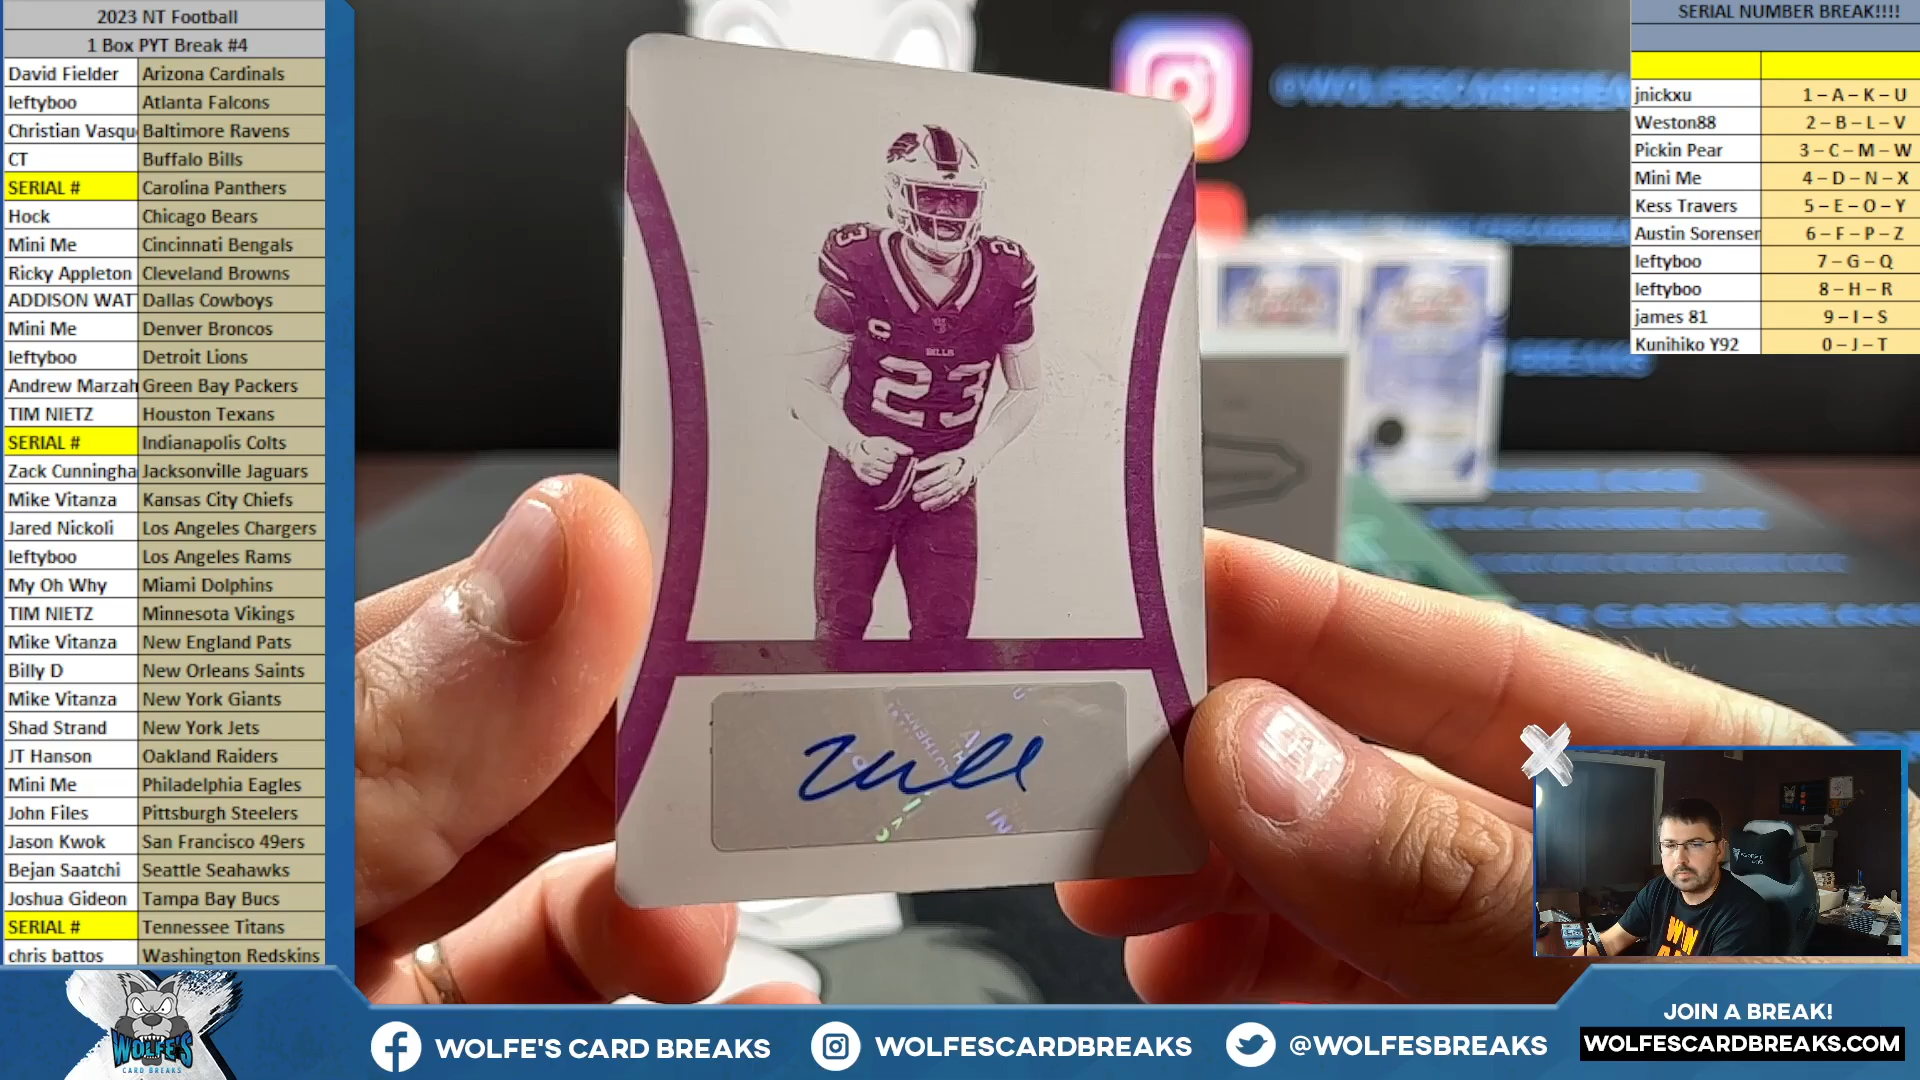 2023 NT Football
1 Box PYT Break #4
David Fielder Arizona Cardinals
leftyboo Atlanta Falcons
Christian Vasqu Baltimore Ravens
CT Buffalo Bills
SERIAL # Carolina Panthers
Hock Chicago Bears
Mini Me Cincinnati Bengals
Ricky Appleton Cleveland Browns
ADDISON WAT Dallas Cowboys
Mini Me Denver Broncos
leftyboo Detroit Lions
Andrew Marzah Green Bay Packers
TIM NIETZ Houston Texans
SERIAL # Indianapolis Colts
Zack Cunningha Jacksonville Jaguars
Mike Vitanza Kansas City Chiefs
Jared Nickoli Los Angeles Chargers
leftyboo Los Angeles Rams
My Oh Why Miami Dolphins
TIM NIETZ Minnesota Vikings
Mike Vitanza New England Pats
Billy D New Orleans Saints
Mike Vitanza New York Giants
Shad Strand New York Jets
JT Hanson Oakland Raiders
Mini Me Philadelphia Eagles
John Files Pittsburgh Steelers
Jason Kwok San Francisco 49ers
Bejan Saatchi Seattle Seahawks
Joshua Gideon Tampa Bay Bucs
SERIAL # Tennessee Titans
chris battos Washington Redskins
@WOLFESCARDBREAKS
23 23
C
BILLS
23
SERIAL NUMBER BREAK!!!!
jnickxu 1 – A – K – U
Weston88 2 – B – L – V
Pickin Pear 3 – C – M – W
Mini Me 4 – D – N – X
Kess Travers 5 – E – O – Y
Austin Sorenser 6 – F – P – Z
leftyboo 7 – G – Q
leftyboo 8 – H – R
james 81 9 – I – S
Kunihiko Y92 0 – J – T
WOLFE'S
CARD BREAKS
WOLFE'S CARD BREAKS
WOLFESCARDBREAKS
@WOLFESBREAKS
JOIN A BREAK!
WOLFESCARDBREAKS.COM